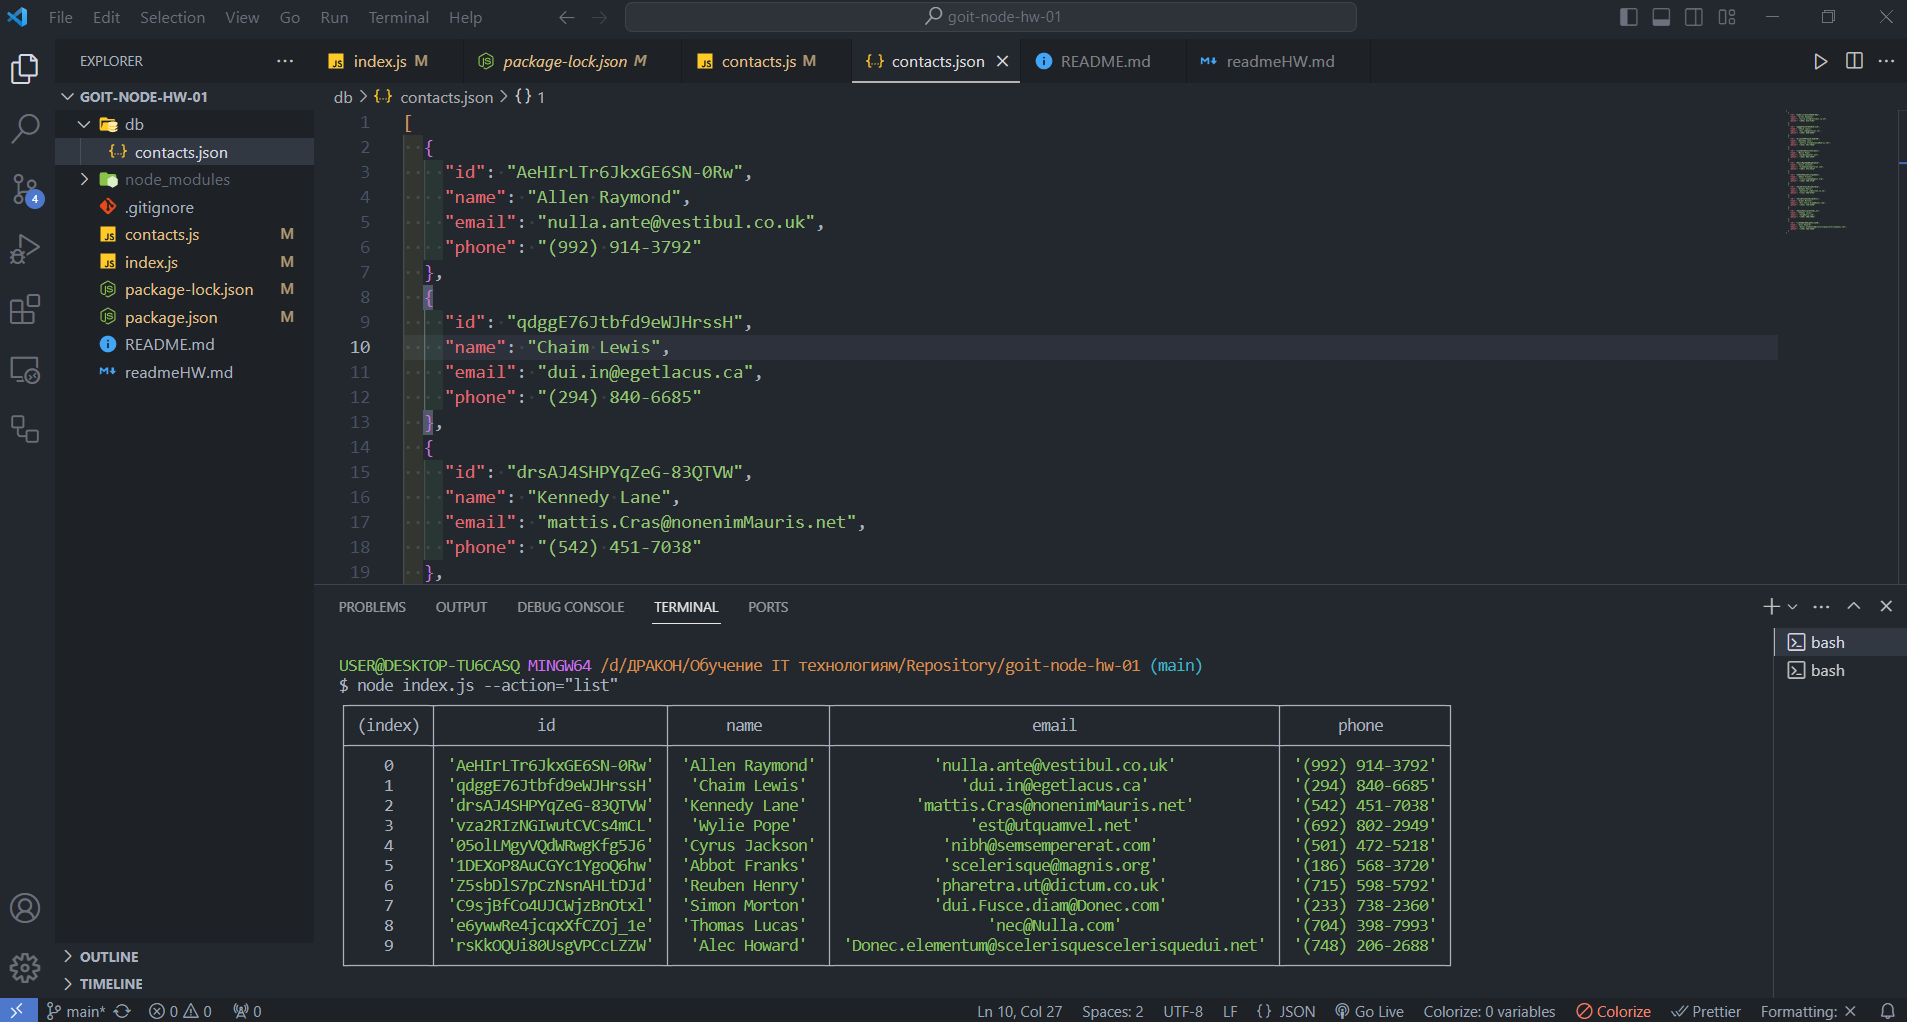 File Edit Selection View Go Run Terminal Help
goit-node-hw-01
EXPLORER
GOIT-NODE-HW-01
db
contacts.json
node_modules
.gitignore
contacts.js M
index.js M
package-lock.json M
package.json M
README.md
readmeHW.md
4
OUTLINE
TIMELINE
index.js M package-lock.json M contacts.js M contacts.json README.md readmeHW.md
db > contacts.json > {} 1
1 [
2 {
3 "id": "AeHIrLTr6JkxGE6SN-0Rw",
4 "name": "Allen Raymond",
5 "email": "nulla.ante@vestibul.co.uk",
6 "phone": "(992) 914-3792"
7 },
8 {
9 "id": "qdggE76Jtbfd9eWJHrssH",
10 "name": "Chaim Lewis",
11 "email": "dui.in@egetlacus.ca",
12 "phone": "(294) 840-6685"
13 },
14 {
15 "id": "drsAJ4SHPYqZeG-83QTVW",
16 "name": "Kennedy Lane",
17 "email": "mattis.Cras@nonenimMauris.net",
18 "phone": "(542) 451-7038"
19 },
PROBLEMS OUTPUT DEBUG CONSOLE TERMINAL PORTS
bash
bash
USER@DESKTOP-TU6CASQ MINGW64 /d/ДРАКОН/Обучение IT технологиям/Repository/goit-node-hw-01 (main)
$ node index.js --action="list"
(index) id name email phone
0 'AeHIrLTr6JkxGE6SN-0Rw' 'Allen Raymond' 'nulla.ante@vestibul.co.uk' '(992) 914-3792'
1 'qdggE76Jtbfd9eWJHrssH' 'Chaim Lewis' 'dui.in@egetlacus.ca' '(294) 840-6685'
2 'drsAJ4SHPYqZeG-83QTVW' 'Kennedy Lane' 'mattis.Cras@nonenimMauris.net' '(542) 451-7038'
3 'vza2RIzNGIwutCVCs4mCL' 'Wylie Pope' 'est@utquamvel.net' '(692) 802-2949'
4 '05olLMgyVQdWRwgKfg5J6' 'Cyrus Jackson' 'nibh@semsempererat.com' '(501) 472-5218'
5 '1DEXoP8AuCGYc1YgoQ6hw' 'Abbot Franks' 'scelerisque@magnis.org' '(186) 568-3720'
6 'Z5sbDlS7pCzNsnAHLtDJd' 'Reuben Henry' 'pharetra.ut@dictum.co.uk' '(715) 598-5792'
7 'C9sjBfCo4UJCWjzBnOtxl' 'Simon Morton' 'dui.Fusce.diam@Donec.com' '(233) 738-2360'
8 'e6ywwRe4jcqxXfCZOj_1e' 'Thomas Lucas' 'nec@Nulla.com' '(704) 398-7993'
9 'rsKkOQUi80UsgVPCcLZZW' 'Alec Howard' 'Donec.elementum@scelerisquescelerisquedui.net' '(748) 206-2688'
main* 0 0 0 Ln 10, Col 27 Spaces: 2 UTF-8 LF {} JSON Go Live Colorize: 0 variables Colorize Prettier Formatting: